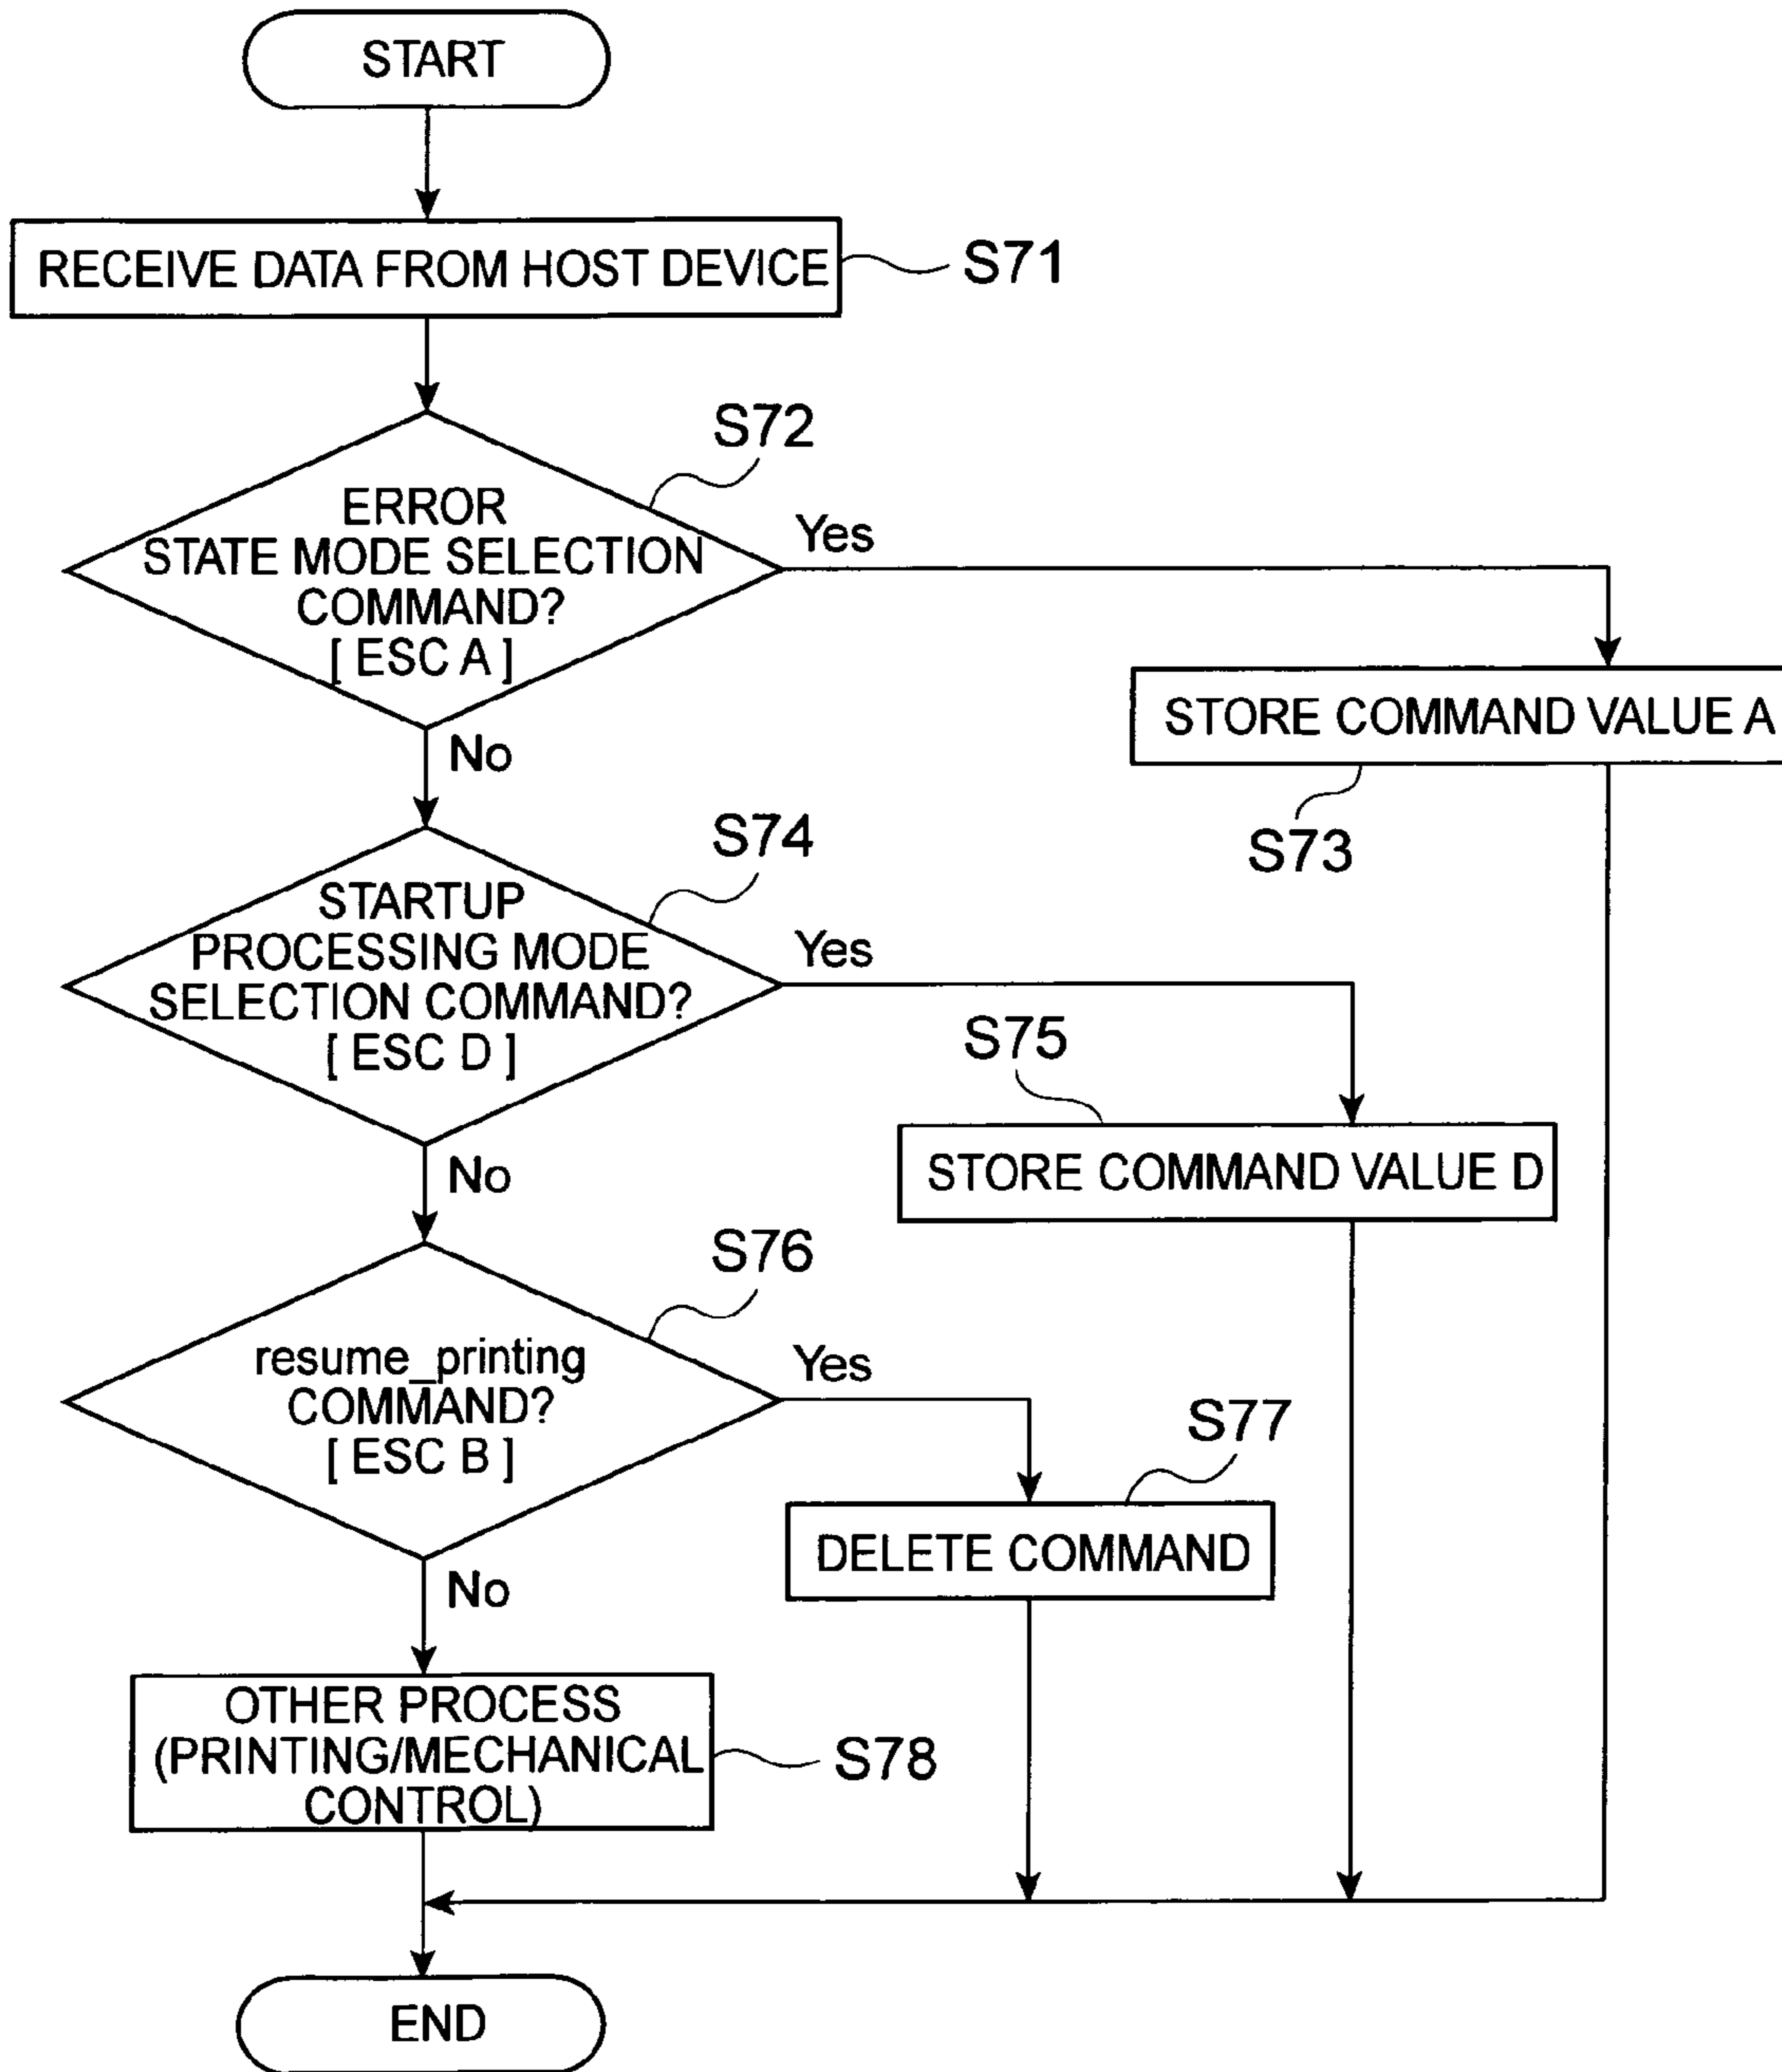 START
RECEIVE DATA FROM HOST DEVICE
S71
S72
ERROR
STATE MODE SELECTION
COMMAND?
[ ESC A ]
Yes
No
STORE COMMAND VALUE A
S73
S74
STARTUP
PROCESSING MODE
SELECTION COMMAND?
[ ESC D ]
Yes
No
S75
STORE COMMAND VALUE D
S76
resume_printing
COMMAND?
[ ESC B ]
Yes
No
S77
DELETE COMMAND
OTHER PROCESS
(PRINTING/MECHANICAL
CONTROL)
S78
END